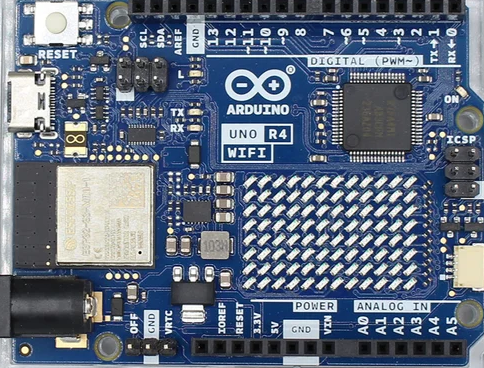 RESET
SCL
SDA
AREF
GND
13
12
~11
~10
~9
8
7
~6
~5
4
~3
2
TX→1
RX←0
DIGITAL (PWM~)
L
ARDUINO
®
TX
RX
UNO R4
WIFI
ON
ICSP
103H
OFF
GND
VRTC
IOREF
RESET
3.3V
5V
GND
VIN
POWER
ANALOG IN
A0
A1
A2
A3
A4
A5